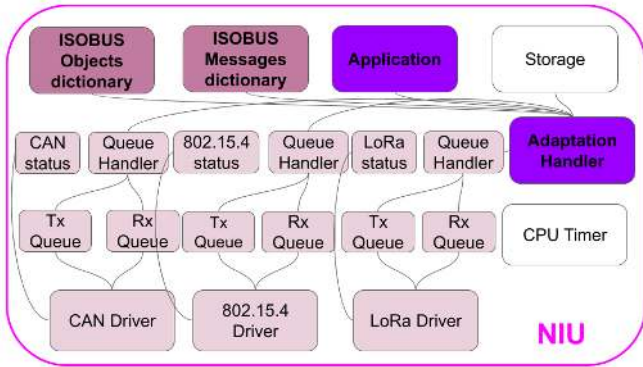 ISOBUS
Objects
dictionary
ISOBUS
Messages
dictionary
Application
Storage
CAN
status
Queue
Handler
802.15.4
status
Queue
Handler
LoRa
status
Queue
Handler
Adaptation
Handler
Tx
Queue
Rx
Queue
Tx
Queue
Rx
Queue
Tx
Queue
Rx
Queue
CPU Timer
CAN Driver
802.15.4
Driver
LoRa Driver
NIU